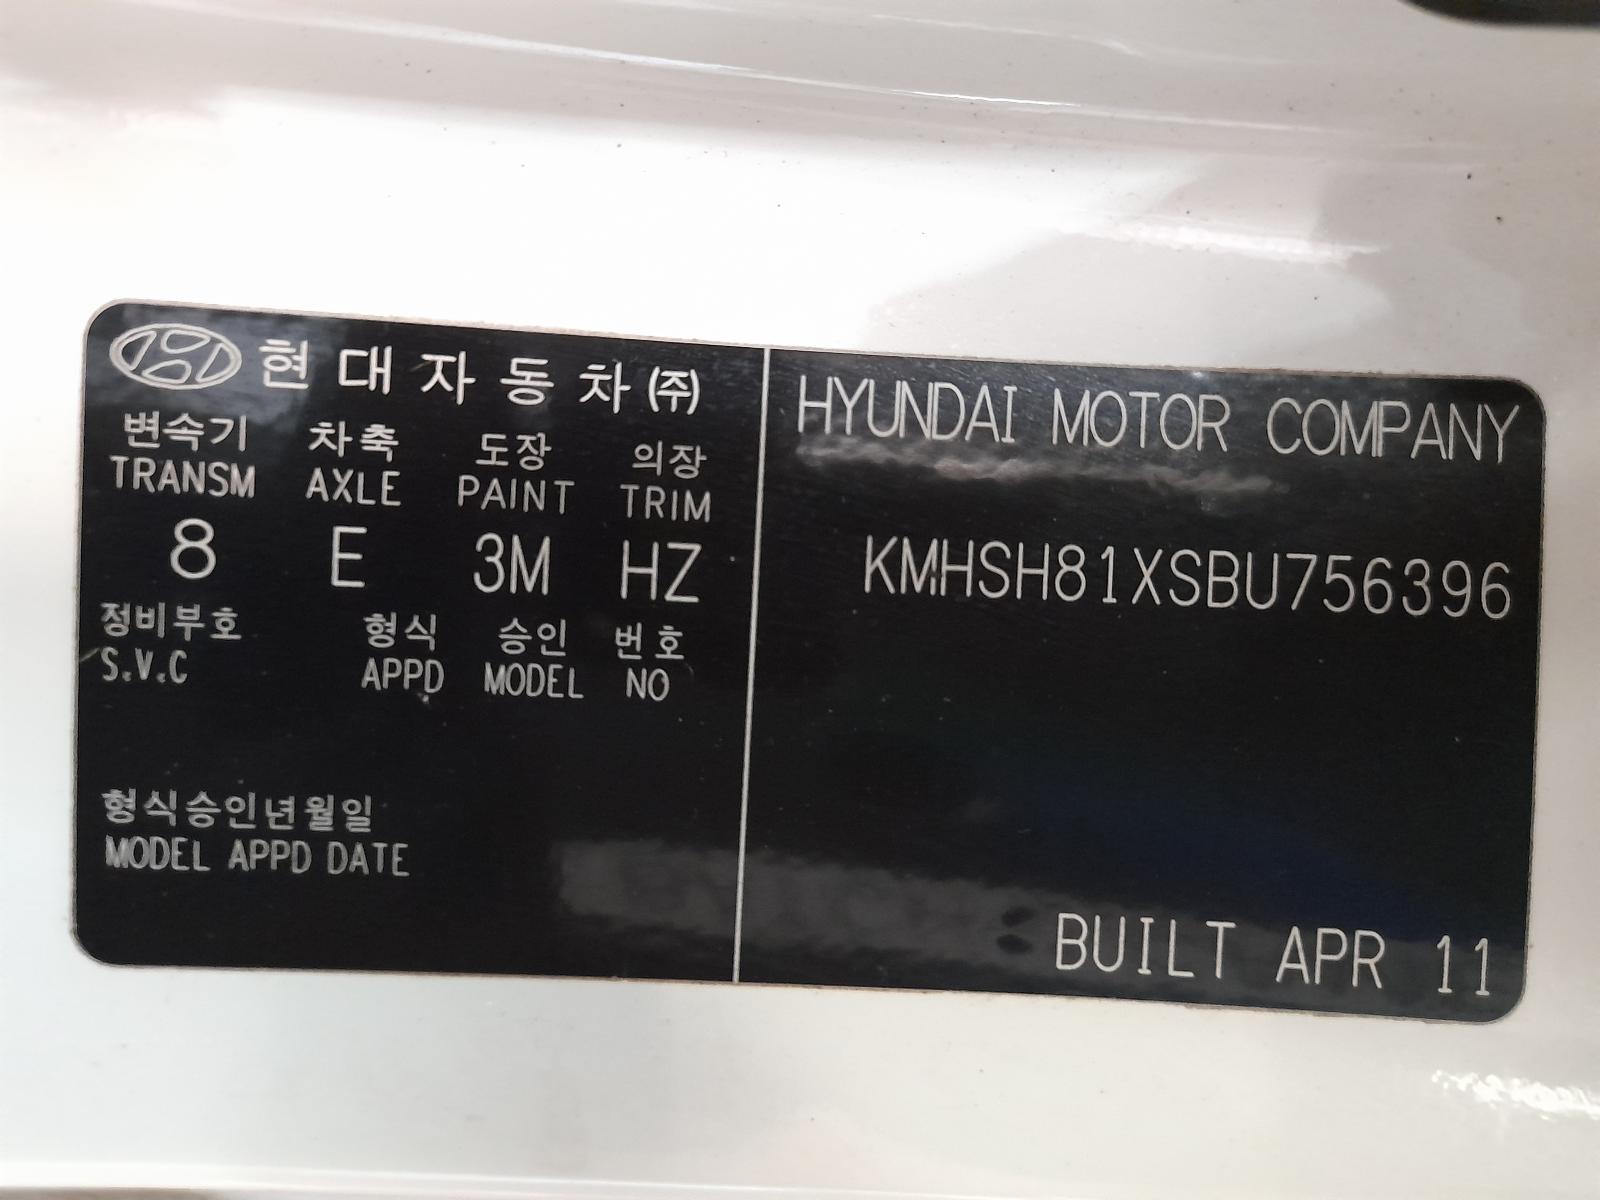 현대자동차(주)
변속기 차축 도장 의장
TRANSM AXLE PAINT TRIM
8 E 3M HZ
정비부호 형식 승인 번호
S.V.C APPD MODEL NO
형식승인년월일
MODEL APPD DATE
HYUNDAI MOTOR COMPANY
KMHSH81XSBU756396
BUILT APR 11